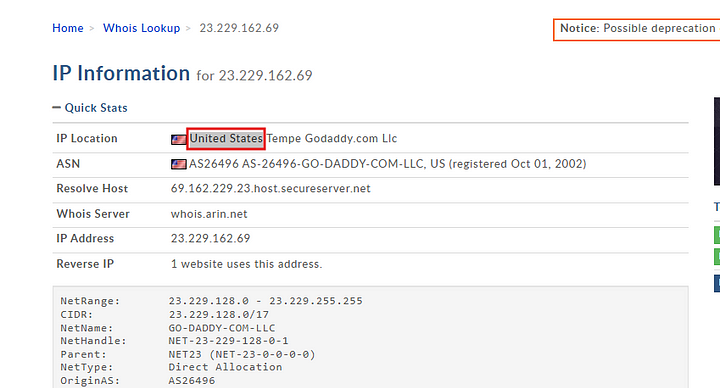 Home > Whois Lookup > 23.229.162.69
Notice: Possible deprecation
IP Information for 23.229.162.69
— Quick Stats
IP Location United States Tempe Godaddy.com Llc
ASN AS26496 AS-26496-GO-DADDY-COM-LLC, US (registered Oct 01, 2002)
Resolve Host 69.162.229.23.host.secureserver.net
Whois Server whois.arin.net
IP Address 23.229.162.69
Reverse IP 1 website uses this address.
NetRange: 23.229.128.0 - 23.229.255.255
CIDR: 23.229.128.0/17
NetName: GO-DADDY-COM-LLC
NetHandle: NET-23-229-128-0-1
Parent: NET23 (NET-23-0-0-0-0)
NetType: Direct Allocation
OriginAS: AS26496